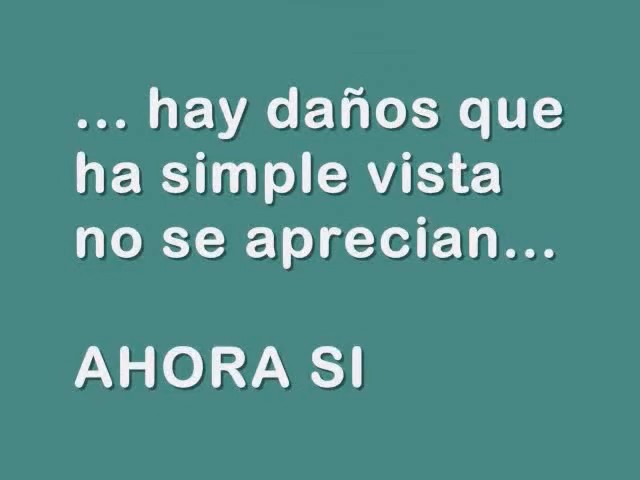 ... hay daños que
ha simple vista
no se aprecian...
AHORA SI